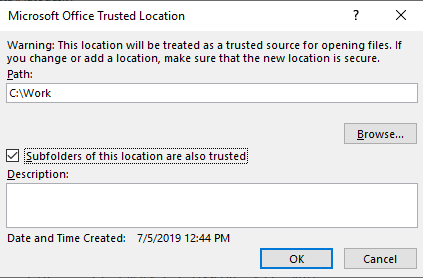 Microsoft Office Trusted Location
Warning: This location will be treated as a trusted source for opening files. If
you change or add a location, make sure that the new location is secure.
Path:
C:\Work
Browse...
Subfolders of this location are also trusted
Description:
Date and Time Created: 7/5/2019 12:44 PM
OK Cancel